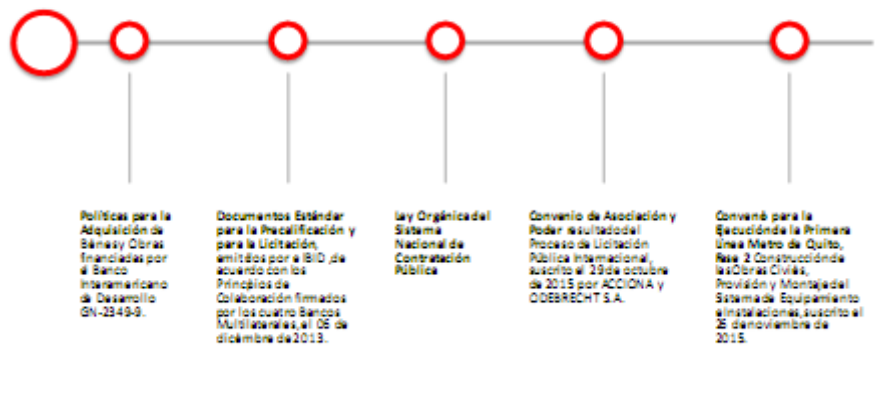 Políticas para la
Adquisición de
Bienes y Obras
financiadas por
el Banco
Interamericano
de Desarrollo
GN-2349-9.
Documentos Estándar
para la Precalificación y
para la Licitación,
emitidos por el BID, de
acuerdo con los
Principios de
Colaboración firmados
por los cuatro Bancos
Multilaterales, el 06 de
diciembre de 2013.
Ley Orgánica del
Sistema
Nacional de
Contratación
Pública
Convenio de Asociación y
Poder resultado del
Proceso de Licitación
Pública Internacional,
suscrito el 29 de octubre
de 2015 por ACCIONA y
ODEBRECHT S.A.
Convenio para la
Ejecución de la Primera
Línea Metro de Quito,
Fase 2 Construcción de
las Obras Civiles,
Provisión y Montaje del
Sistema de Equipamiento
e Instalaciones, suscrito el
de noviembre de
2015.